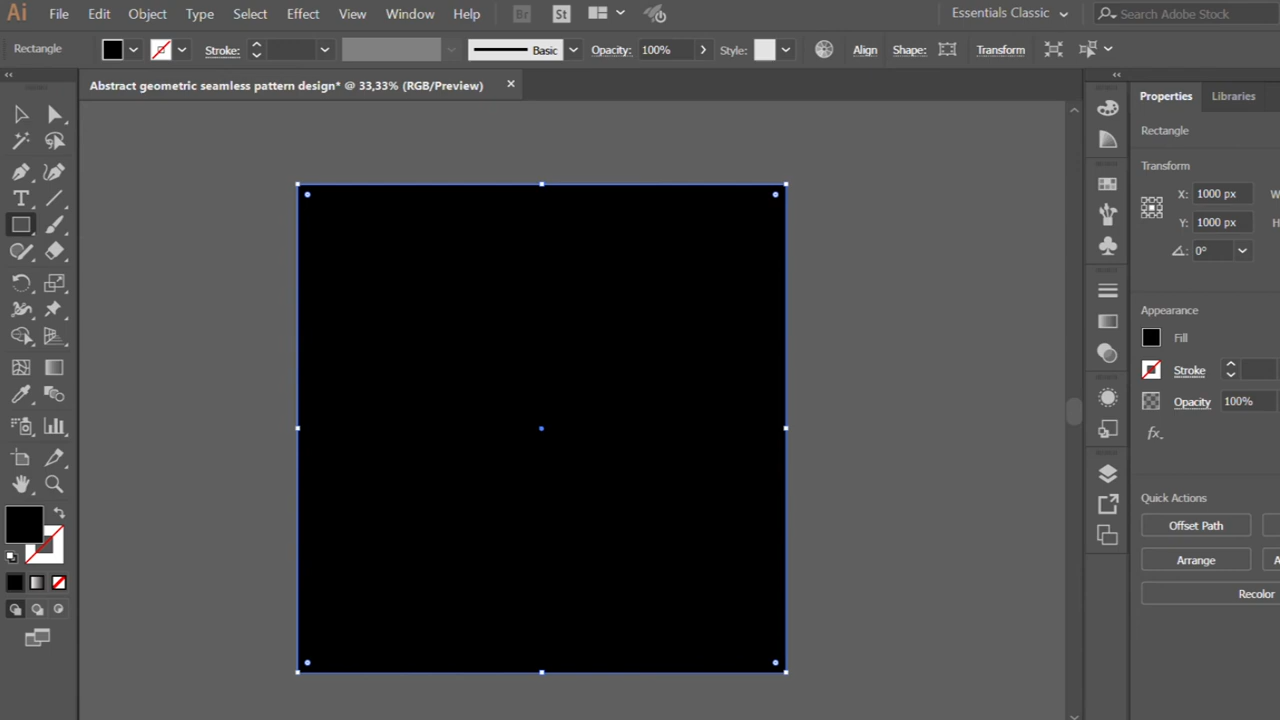 Ai File Edit Object Type Select Effect View Window Help Br St Essentials Classic Search Adobe Stock
Rectangle Stroke: Basic Opacity: 100% Style: Align Shape: Transform
Abstract geometric seamless pattern design* @ 33,33% (RGB/Preview) ×
Properties Libraries
Rectangle
Transform
X: 1000 px W
Y: 1000 px H
0°
Appearance
Fill
Stroke
Opacity 100%
fx.
Quick Actions
Offset Path
Arrange A
Recolor